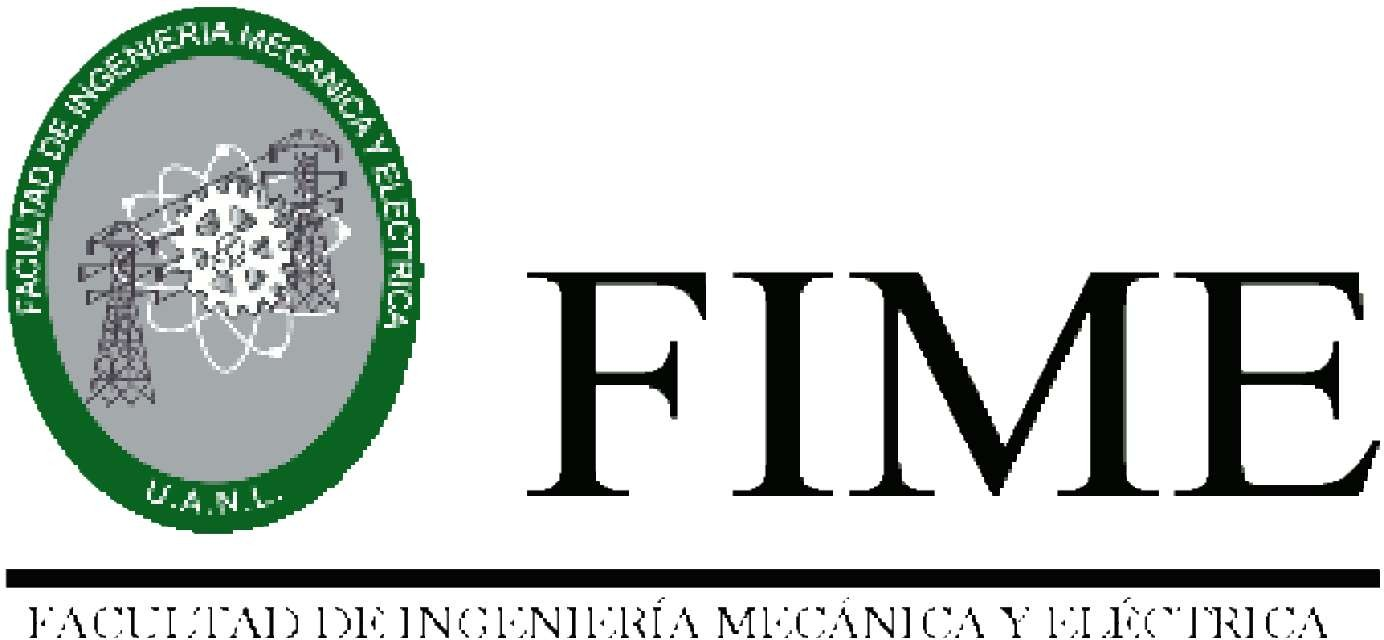 FACULTAD DE INGENIERIA MECANICA Y ELECTRICA
U.A.N.L.
FIME
FACULTAD DE INGENIERÍA MECÁNICA Y ELÉCTRICA